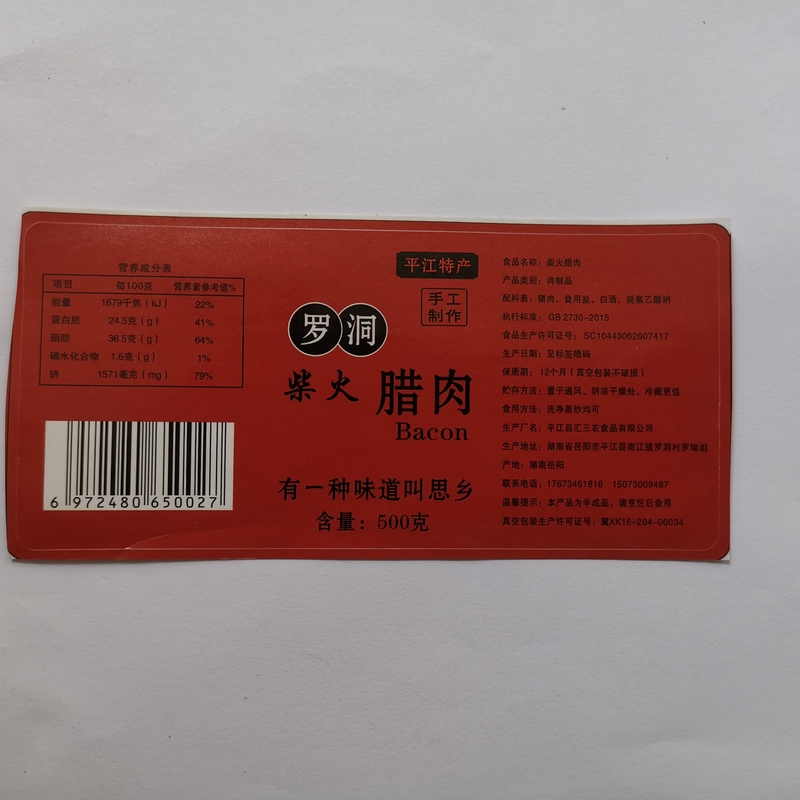 营养成分表
项目 每100克 营养素参考值%
能量 1679千焦（kJ） 22%
蛋白质 24.5克（g） 41%
脂肪 36.5克（g） 64%
碳水化合物 1.6克（g） 1%
钠 1571毫克（mg） 79%
6 972480 650027
平江特产
手工
制作
罗洞
柴火腊肉
Bacon
有一种味道叫思乡
含量：500克
食品名称：柴火腊肉
产品类别：肉制品
配料表：猪肉、食用盐、白酒、脱氢乙酸钠
执行标准：GB 2730-2015
食品生产许可证号：SC10443062607417
生产日期：见标签喷码
保质期：12个月（真空包装不破损）
贮存方法：置于通风、阴凉干燥处，冷藏更佳
食用方法：洗净蒸炒均可
生产厂名：平江县汇三农食品有限公司
生产地址：湖南省岳阳市平江县南江镇罗洞村罗坳组
产地：湖南岳阳
联系电话：17673461818 15073009487
温馨提示：本产品为半成品，请烹饪后食用
真空包装生产许可证号：冀XK16-204-00034